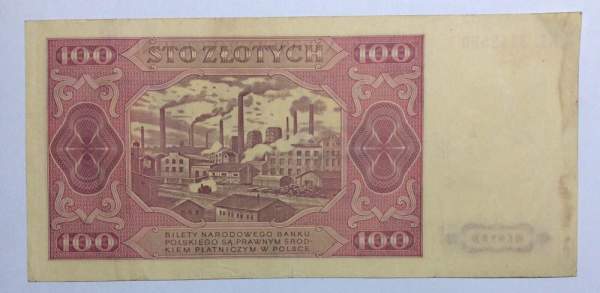 100 STO ZŁOTYCH 100
BILETY NARODOWEGO BANKU
POLSKIEGO SĄ PRAWNYM ŚROD-
KIEM PŁATNICZYM W POLSCE
100 100